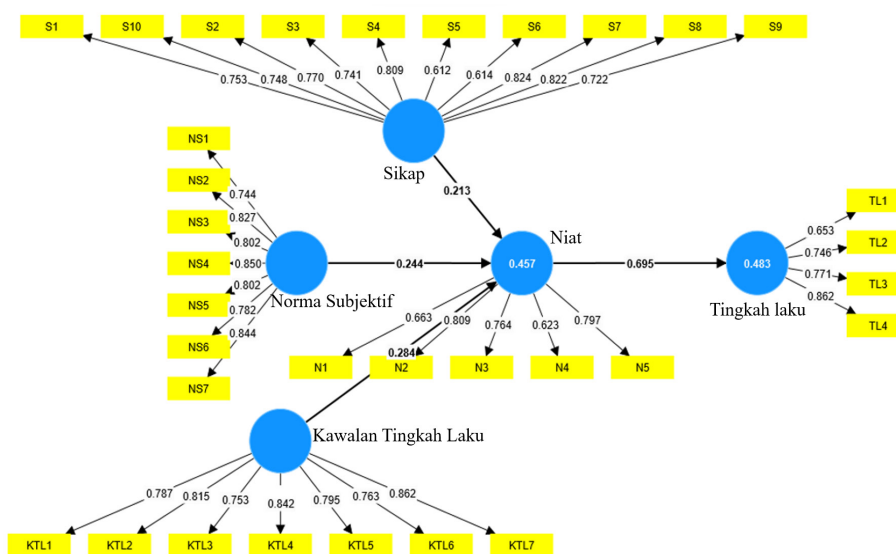 S1 S10 S2 S3 S4 S5 S6 S7 S8 S9
0.753 0.748 0.770 0.741 0.809 0.612 0.614 0.824 0.822 0.722
Sikap
0.213
NS1
NS2
NS3
NS4
NS5
NS6
NS7
0.744
0.827
0.802
0.850
0.802
0.782
0.844
Norma Subjektif
0.244
Niat
0.457
0.695
0.483
Tingkah laku
0.653
0.746
0.771
0.862
TL1
TL2
TL3
TL4
0.663 0.809 0.764 0.623 0.797
0.284
N1 N2 N3 N4 N5
Kawalan Tingkah Laku
0.787 0.815 0.753 0.842 0.795 0.763 0.862
KTL1 KTL2 KTL3 KTL4 KTL5 KTL6 KTL7